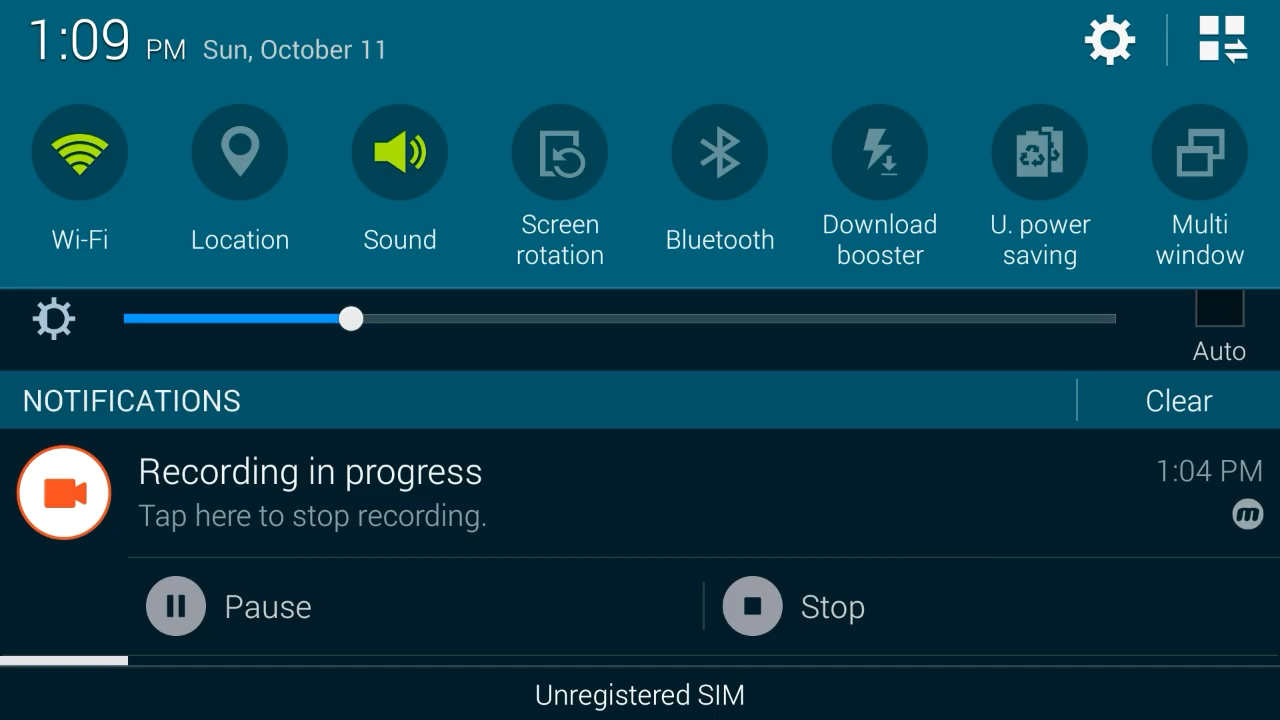 1:09 PM Sun, October 11
Wi-Fi
Location
Sound
Screen
rotation
Bluetooth
Download
booster
U. power
saving
Multi
window
Auto
NOTIFICATIONS
Clear
Recording in progress
1:04 PM
Tap here to stop recording.
m
Pause
Stop
Unregistered SIM